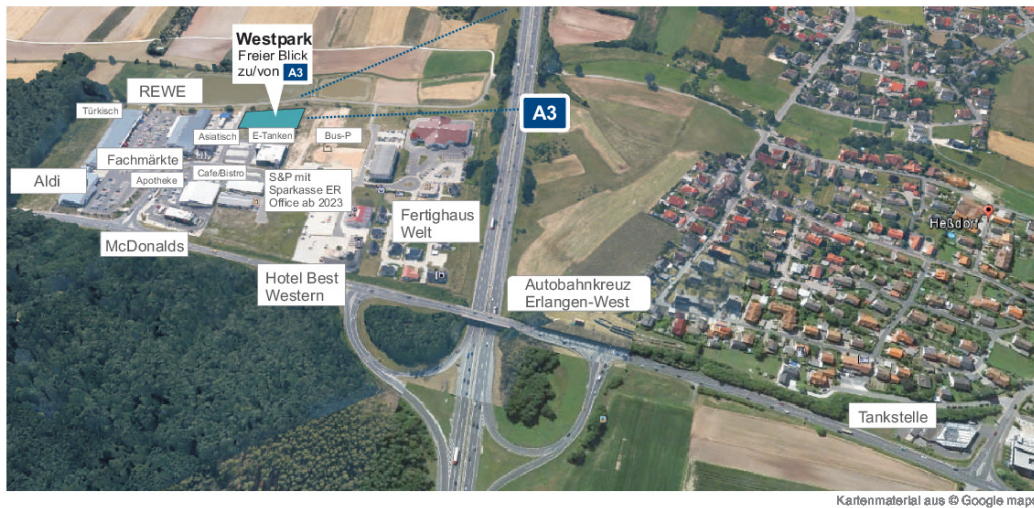 Westpark
Freier Blick
zu/von A3
REWE
Türkisch
A3
Asiatisch
E-Tanken
Bus-P
Fachmärkte
Aldi
Apotheke
Cafe/Bistro
S&P mit
Sparkasse ER
Office ab 2023
Fertighaus
Welt
Heßdorf
McDonalds
Hotel Best
Western
Autobahnkreuz
Erlangen-West
Tankstelle
Kartenmaterial aus © Google maps